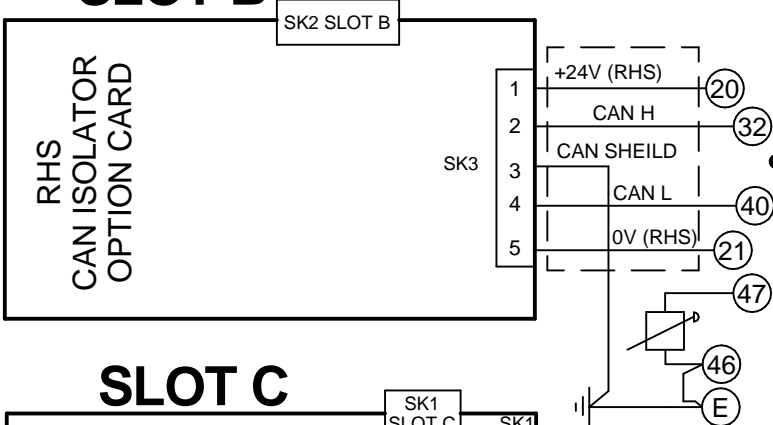 SLOT B
SK2 SLOT B
RHS
CAN ISOLATOR
OPTION CARD
SK3
1
2
3
4
5
+24V (RHS)
CAN H
CAN SHEILD
CAN L
0V (RHS)
20
32
40
21
47
46
E
SLOT C
SK1
SLOT C
SK1